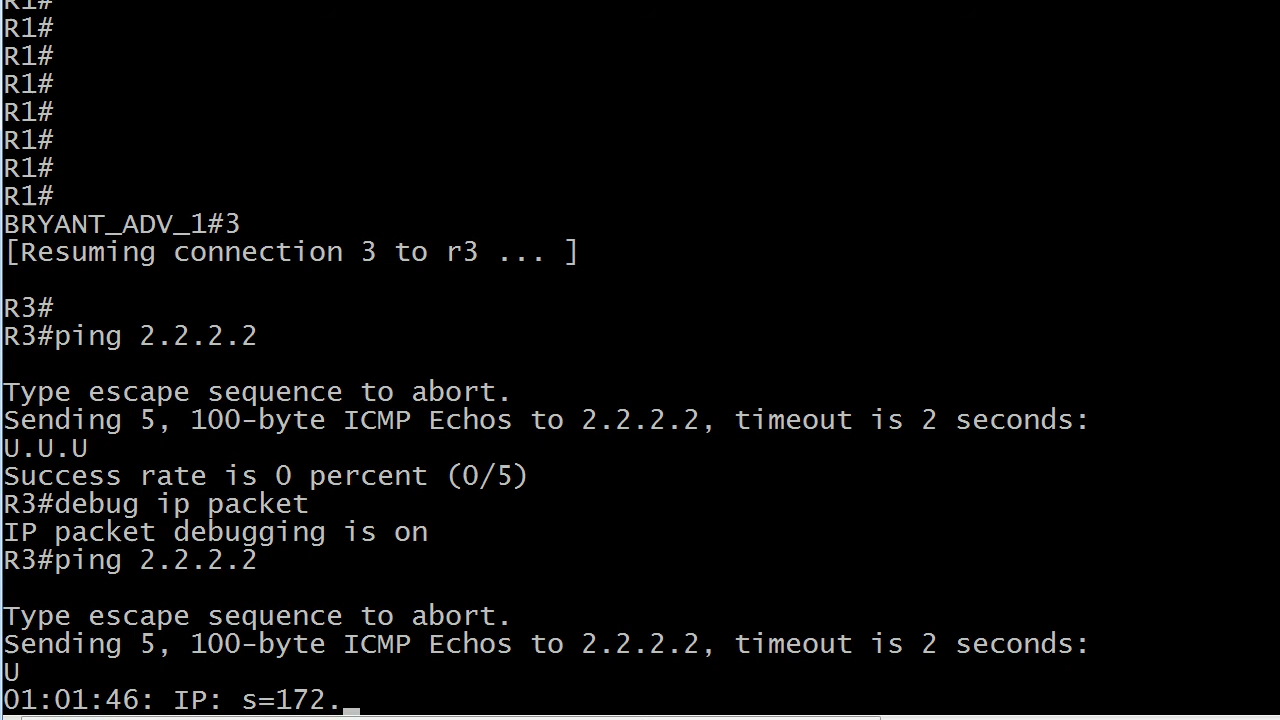 R1#
R1#
R1#
R1#
R1#
R1#
R1#
R1#
BRYANT_ADV_1#3
[Resuming connection 3 to r3 ... ]
R3#
R3#ping 2.2.2.2
Type escape sequence to abort.
Sending 5, 100-byte ICMP Echos to 2.2.2.2, timeout is 2 seconds:
U.U.U
Success rate is 0 percent (0/5)
R3#debug ip packet
IP packet debugging is on
R3#ping 2.2.2.2
Type escape sequence to abort.
Sending 5, 100-byte ICMP Echos to 2.2.2.2, timeout is 2 seconds:
U
01:01:46: IP: s=172.